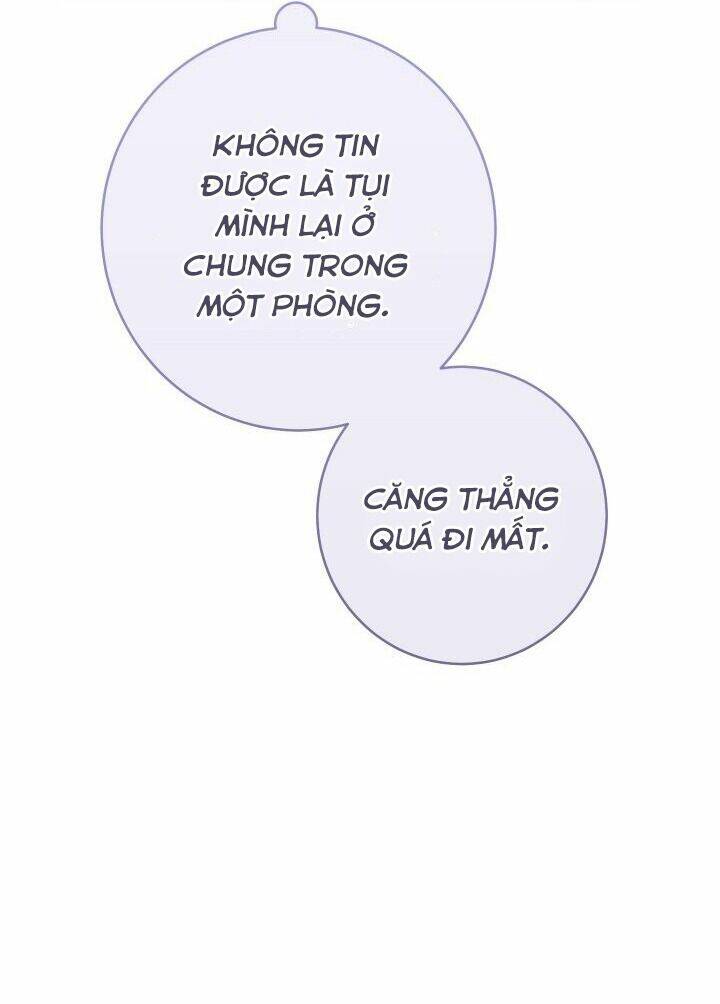 KHÔNG TIN
ĐƯỢC LÀ TỤI
MÌNH LẠI Ở
CHUNG TRONG
MỘT PHÒNG.
CĂNG THẲNG
QUÁ ĐI MẤT.